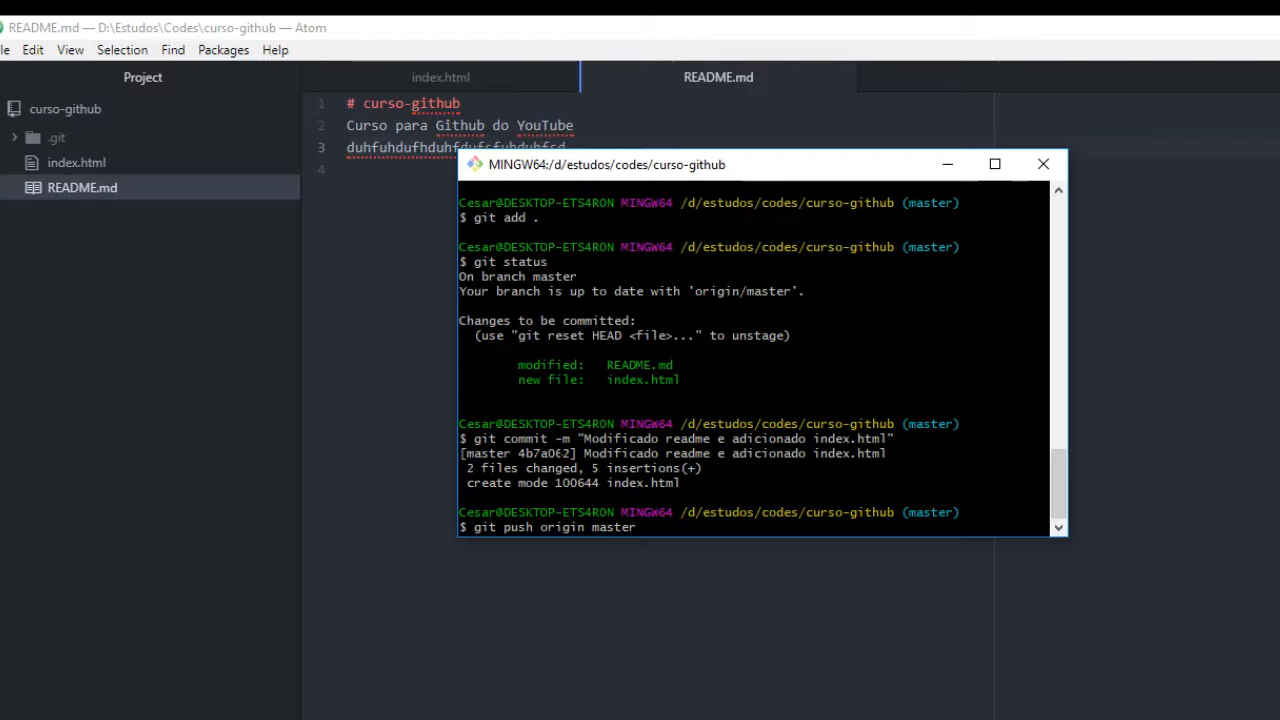 README.md — D:\Estudos\Codes\curso-github — Atom
le Edit View Selection Find Packages Help
Project
index.html
README.md
curso-github
.git
index.html
README.md
1 # curso-github
2 Curso para Github do YouTube
3 duhfuhdufhduhfdufsfuhduhfsd
4
MINGW64:/d/estudos/codes/curso-github
Cesar@DESKTOP-ETS4RON MINGW64 /d/estudos/codes/curso-github (master)
$ git add .
Cesar@DESKTOP-ETS4RON MINGW64 /d/estudos/codes/curso-github (master)
$ git status
On branch master
Your branch is up to date with 'origin/master'.
Changes to be committed:
(use "git reset HEAD <file>..." to unstage)
modified: README.md
new file: index.html
Cesar@DESKTOP-ETS4RON MINGW64 /d/estudos/codes/curso-github (master)
$ git commit -m "Modificado readme e adicionado index.html"
[master 4b7a062] Modificado readme e adicionado index.html
2 files changed, 5 insertions(+)
create mode 100644 index.html
Cesar@DESKTOP-ETS4RON MINGW64 /d/estudos/codes/curso-github (master)
$ git push origin master